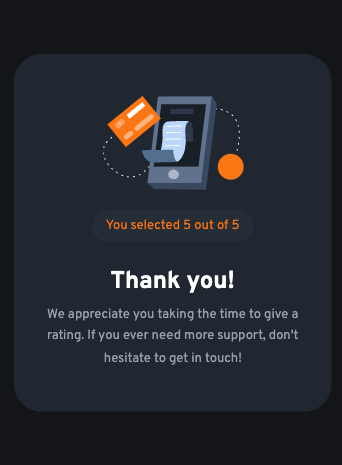 You selected 5 out of 5
Thank you!
We appreciate you taking the time to give a
rating. If you ever need more support, don't
hesitate to get in touch!